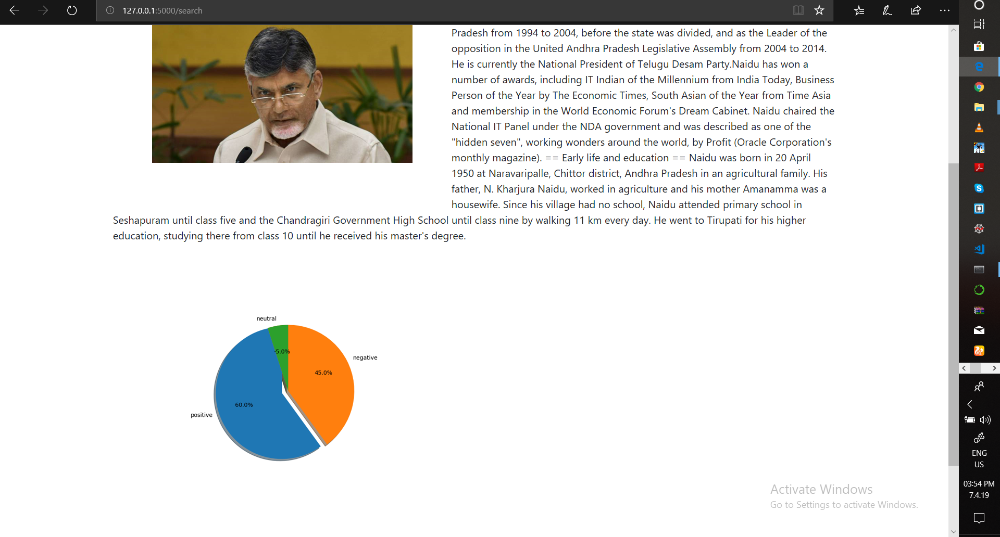 127.0.0.1:5000/search
Pradesh from 1994 to 2004, before the state was divided, and as the Leader of the
opposition in the United Andhra Pradesh Legislative Assembly from 2004 to 2014.
He is currently the National President of Telugu Desam Party.Naidu has won a
number of awards, including IT Indian of the Millennium from India Today, Business
Person of the Year by The Economic Times, South Asian of the Year from Time Asia
and membership in the World Economic Forum's Dream Cabinet. Naidu chaired the
National IT Panel under the NDA government and was described as one of the
"hidden seven", working wonders around the world, by Profit (Oracle Corporation's
monthly magazine). == Early life and education == Naidu was born in 20 April
1950 at Naravaripalle, Chittor district, Andhra Pradesh in an agricultural family. His
father, N. Kharjura Naidu, worked in agriculture and his mother Amanamma was a
housewife. Since his village had no school, Naidu attended primary school in
Seshapuram until class five and the Chandragiri Government High School until class nine by walking 11 km every day. He went to Tirupati for his higher
education, studying there from class 10 until he received his master's degree.
neutral
-5.0%
negative
45.0%
60.0%
positive
Activate Windows
Go to Settings to activate Windows.
ENG
US
03:54 PM
7.4.19